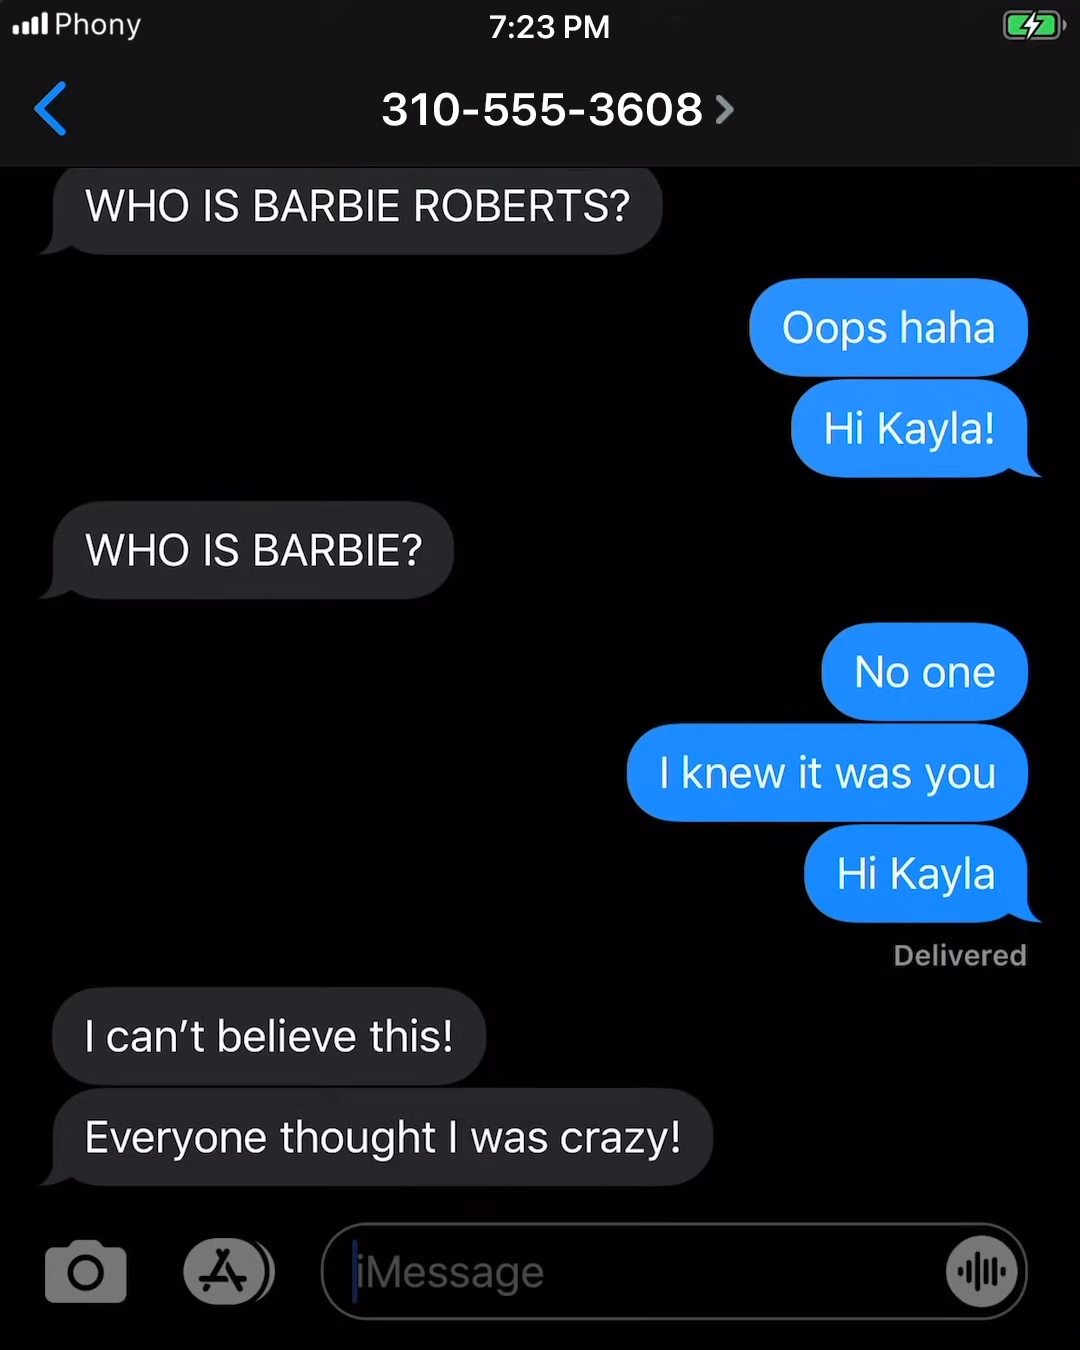 Phony
7:23 PM
310-555-3608
WHO IS BARBIE ROBERTS?
Oops haha
Hi Kayla!
WHO IS BARBIE?
No one
I knew it was you
Hi Kayla
Delivered
I can’t believe this!
Everyone thought I was crazy!
iMessage